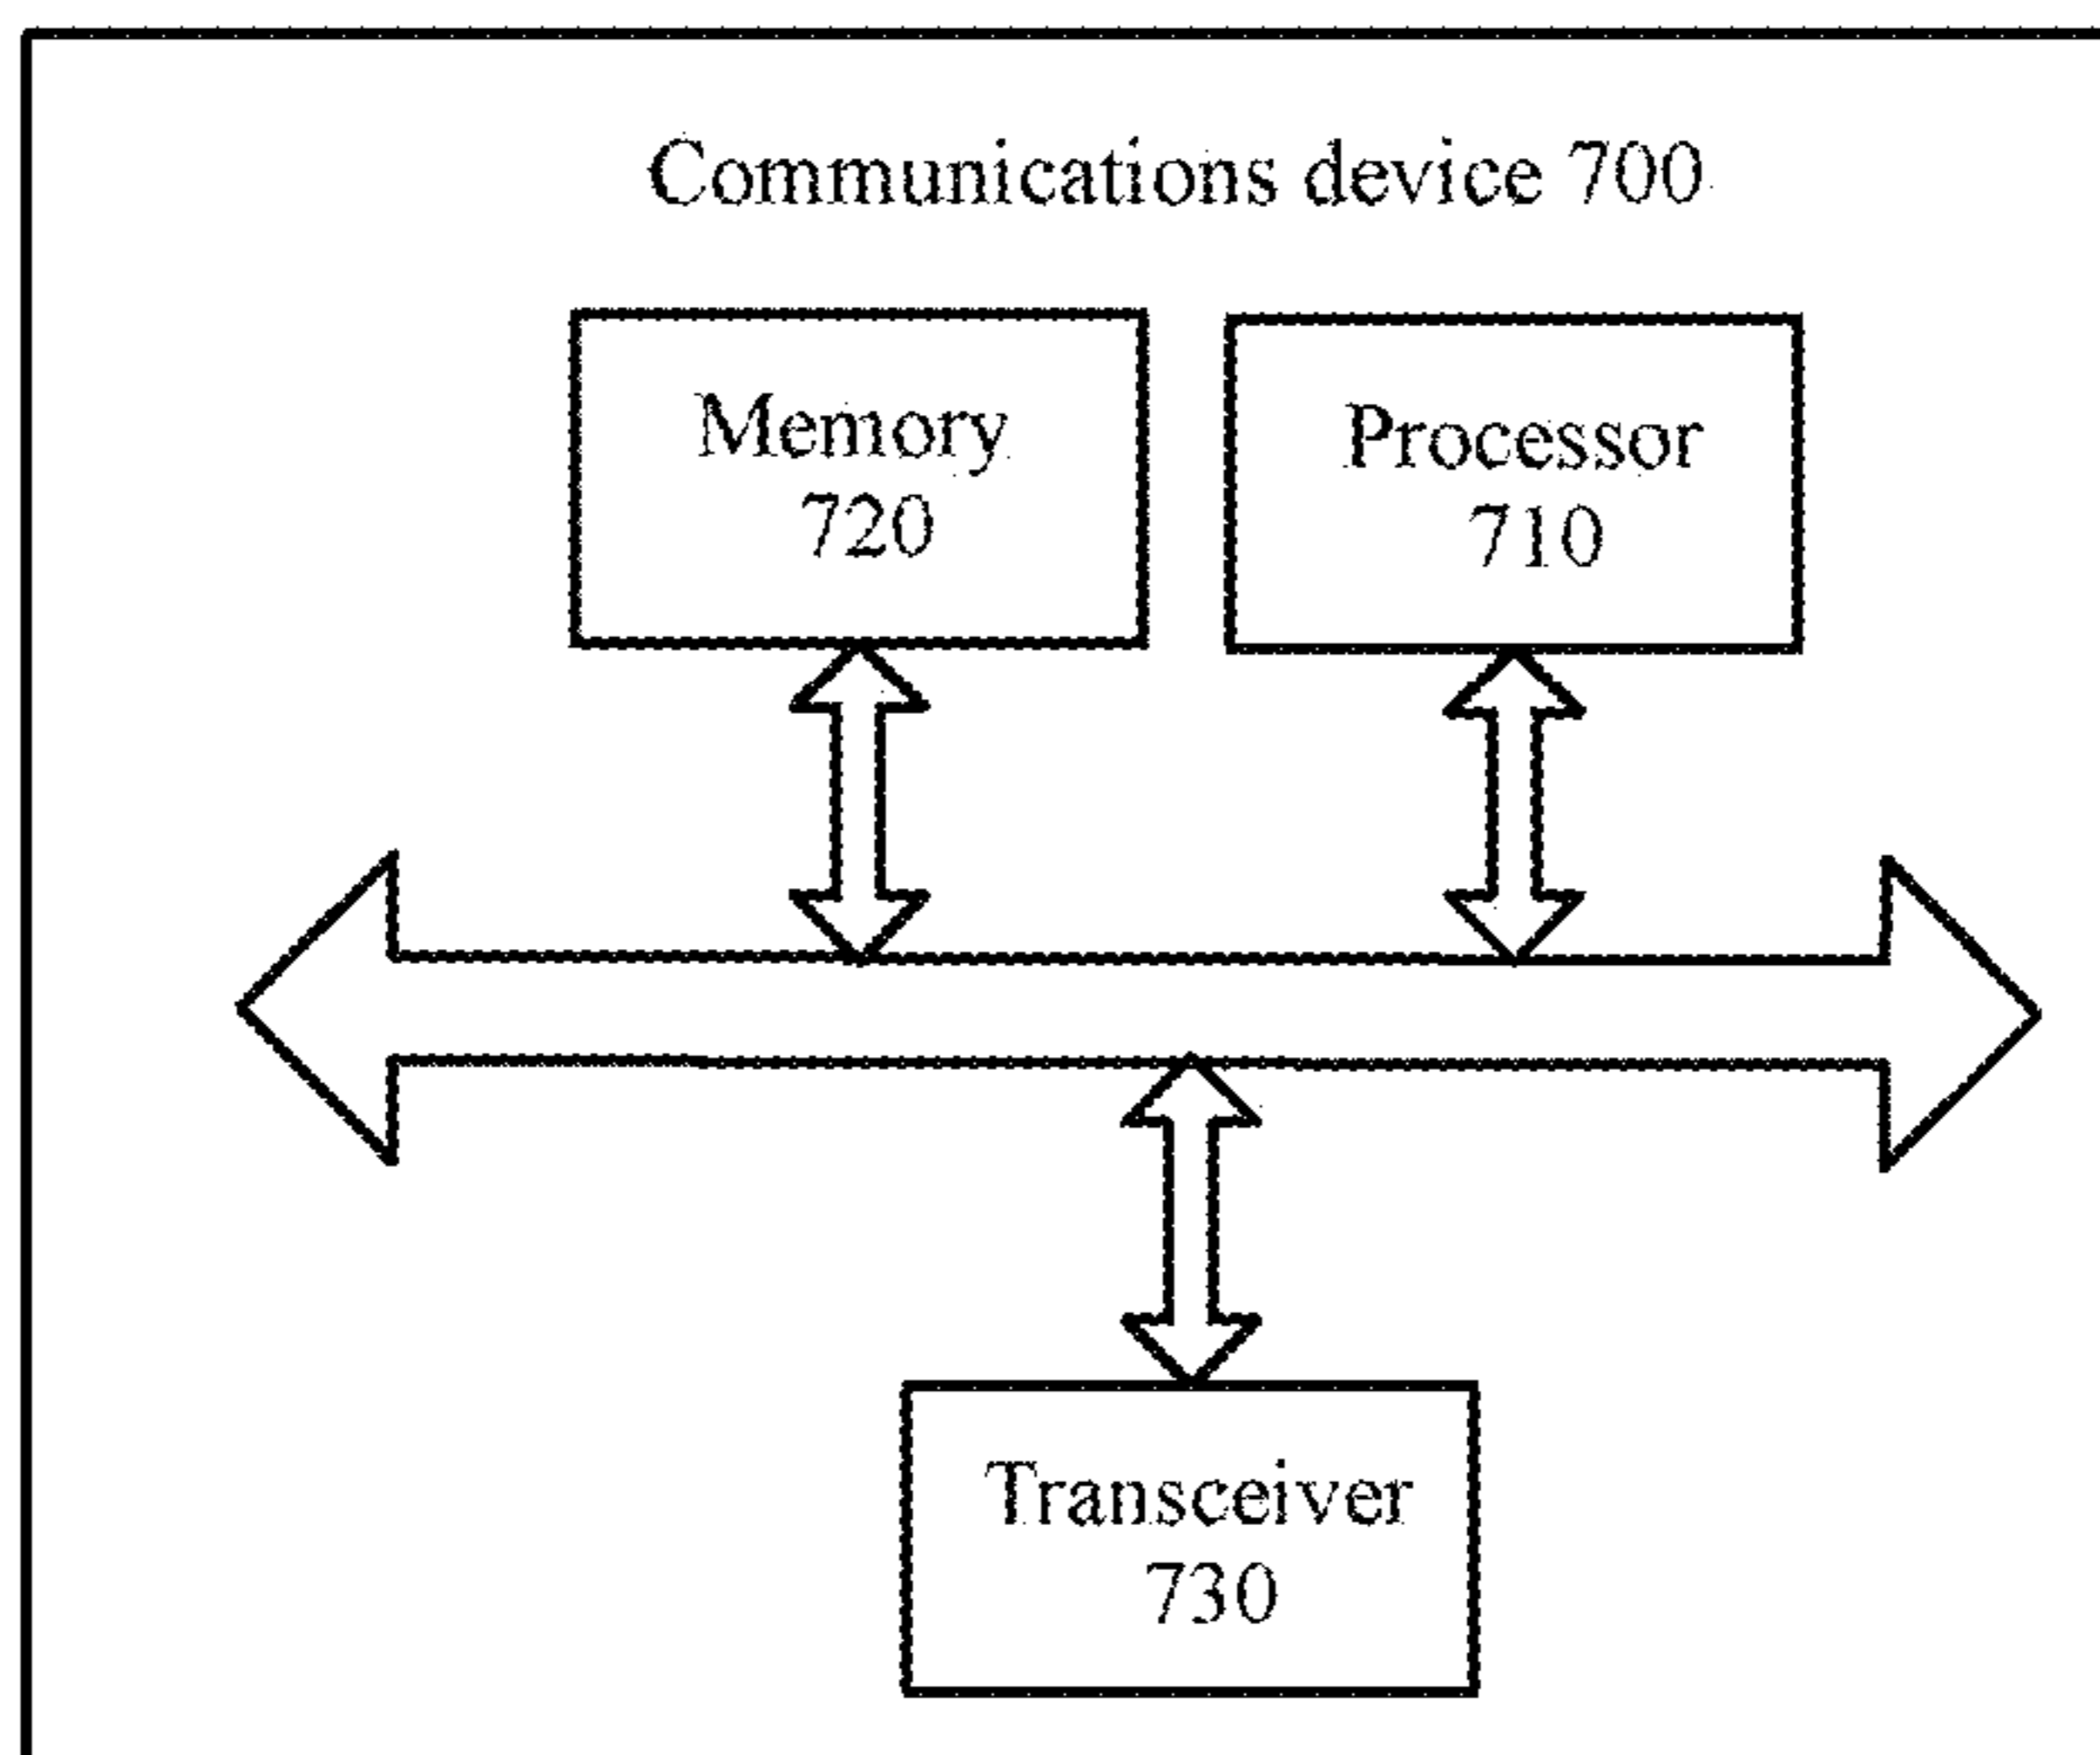 Communications device 700
Memory
720
Processor
710
Transceiver
730